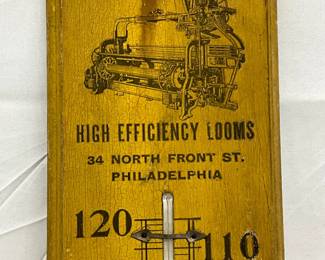 HIGH EFFICIENCY LOOMS
34 NORTH FRONT ST.
PHILADELPHIA
120
110